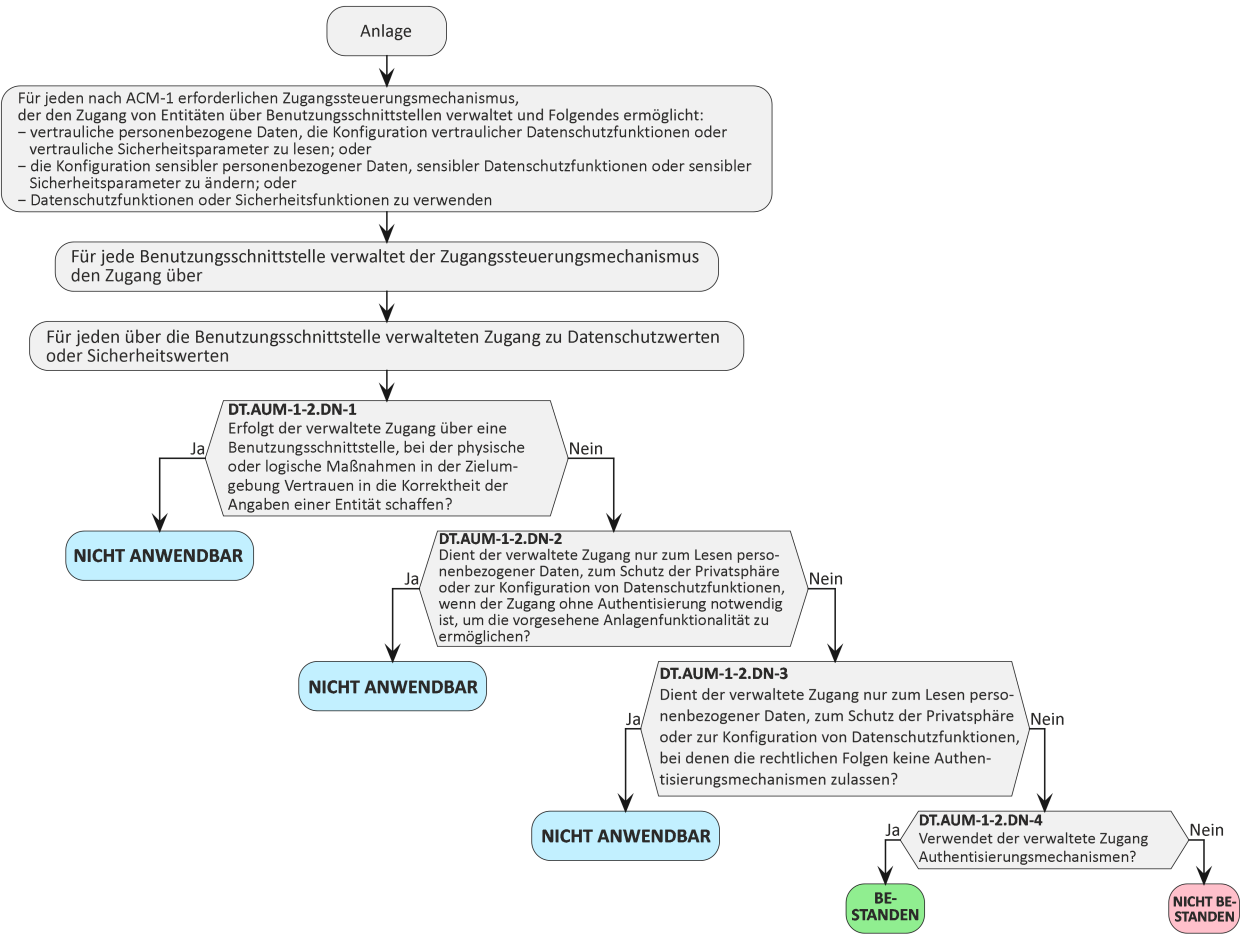 Anlage
Für jeden nach ACM-1 erforderlichen Zugangssteuerungsmechanismus,
der den Zugang von Entitäten über Benutzungsschnittstellen verwaltet und Folgendes ermöglicht:
– vertrauliche personenbezogene Daten, die Konfiguration vertraulicher Datenschutzfunktionen oder
vertrauliche Sicherheitsparameter zu lesen; oder
– die Konfiguration sensibler personenbezogener Daten, sensibler Datenschutzfunktionen oder sensibler
Sicherheitsparameter zu ändern; oder
– Datenschutzfunktionen oder Sicherheitsfunktionen zu verwenden
Für jede Benutzungsschnittstelle verwaltet der Zugangssteuerungsmechanismus
den Zugang über
Für jeden über die Benutzungsschnittstelle verwalteten Zugang zu Datenschutzwerten
oder Sicherheitswerten
DT.AUM-1-2.DN-1
Erfolgt der verwaltete Zugang über eine
Benutzungsschnittstelle, bei der physische
oder logische Maßnahmen in der Zielum-
gebung Vertrauen in die Korrektheit der
Angaben einer Entität schaffen?
Ja
Nein
NICHT ANWENDBAR
DT.AUM-1-2.DN-2
Dient der verwaltete Zugang nur zum Lesen perso-
nenbezogener Daten, zum Schutz der Privatsphäre
oder zur Konfiguration von Datenschutzfunktionen,
wenn der Zugang ohne Authentisierung notwendig
ist, um die vorgesehene Anlagenfunktionalität zu
ermöglichen?
Ja
Nein
NICHT ANWENDBAR
DT.AUM-1-2.DN-3
Dient der verwaltete Zugang nur zum Lesen perso-
nenbezogener Daten, zum Schutz der Privatsphäre
oder zur Konfiguration von Datenschutzfunktionen,
bei denen die rechtlichen Folgen keine Authen-
tisierungsmechanismen zulassen?
Ja
Nein
NICHT ANWENDBAR
DT.AUM-1-2.DN-4
Verwendet der verwaltete Zugang
Authentisierungsmechanismen?
Ja
Nein
BE-
STANDEN
NICHT BE-
STANDEN